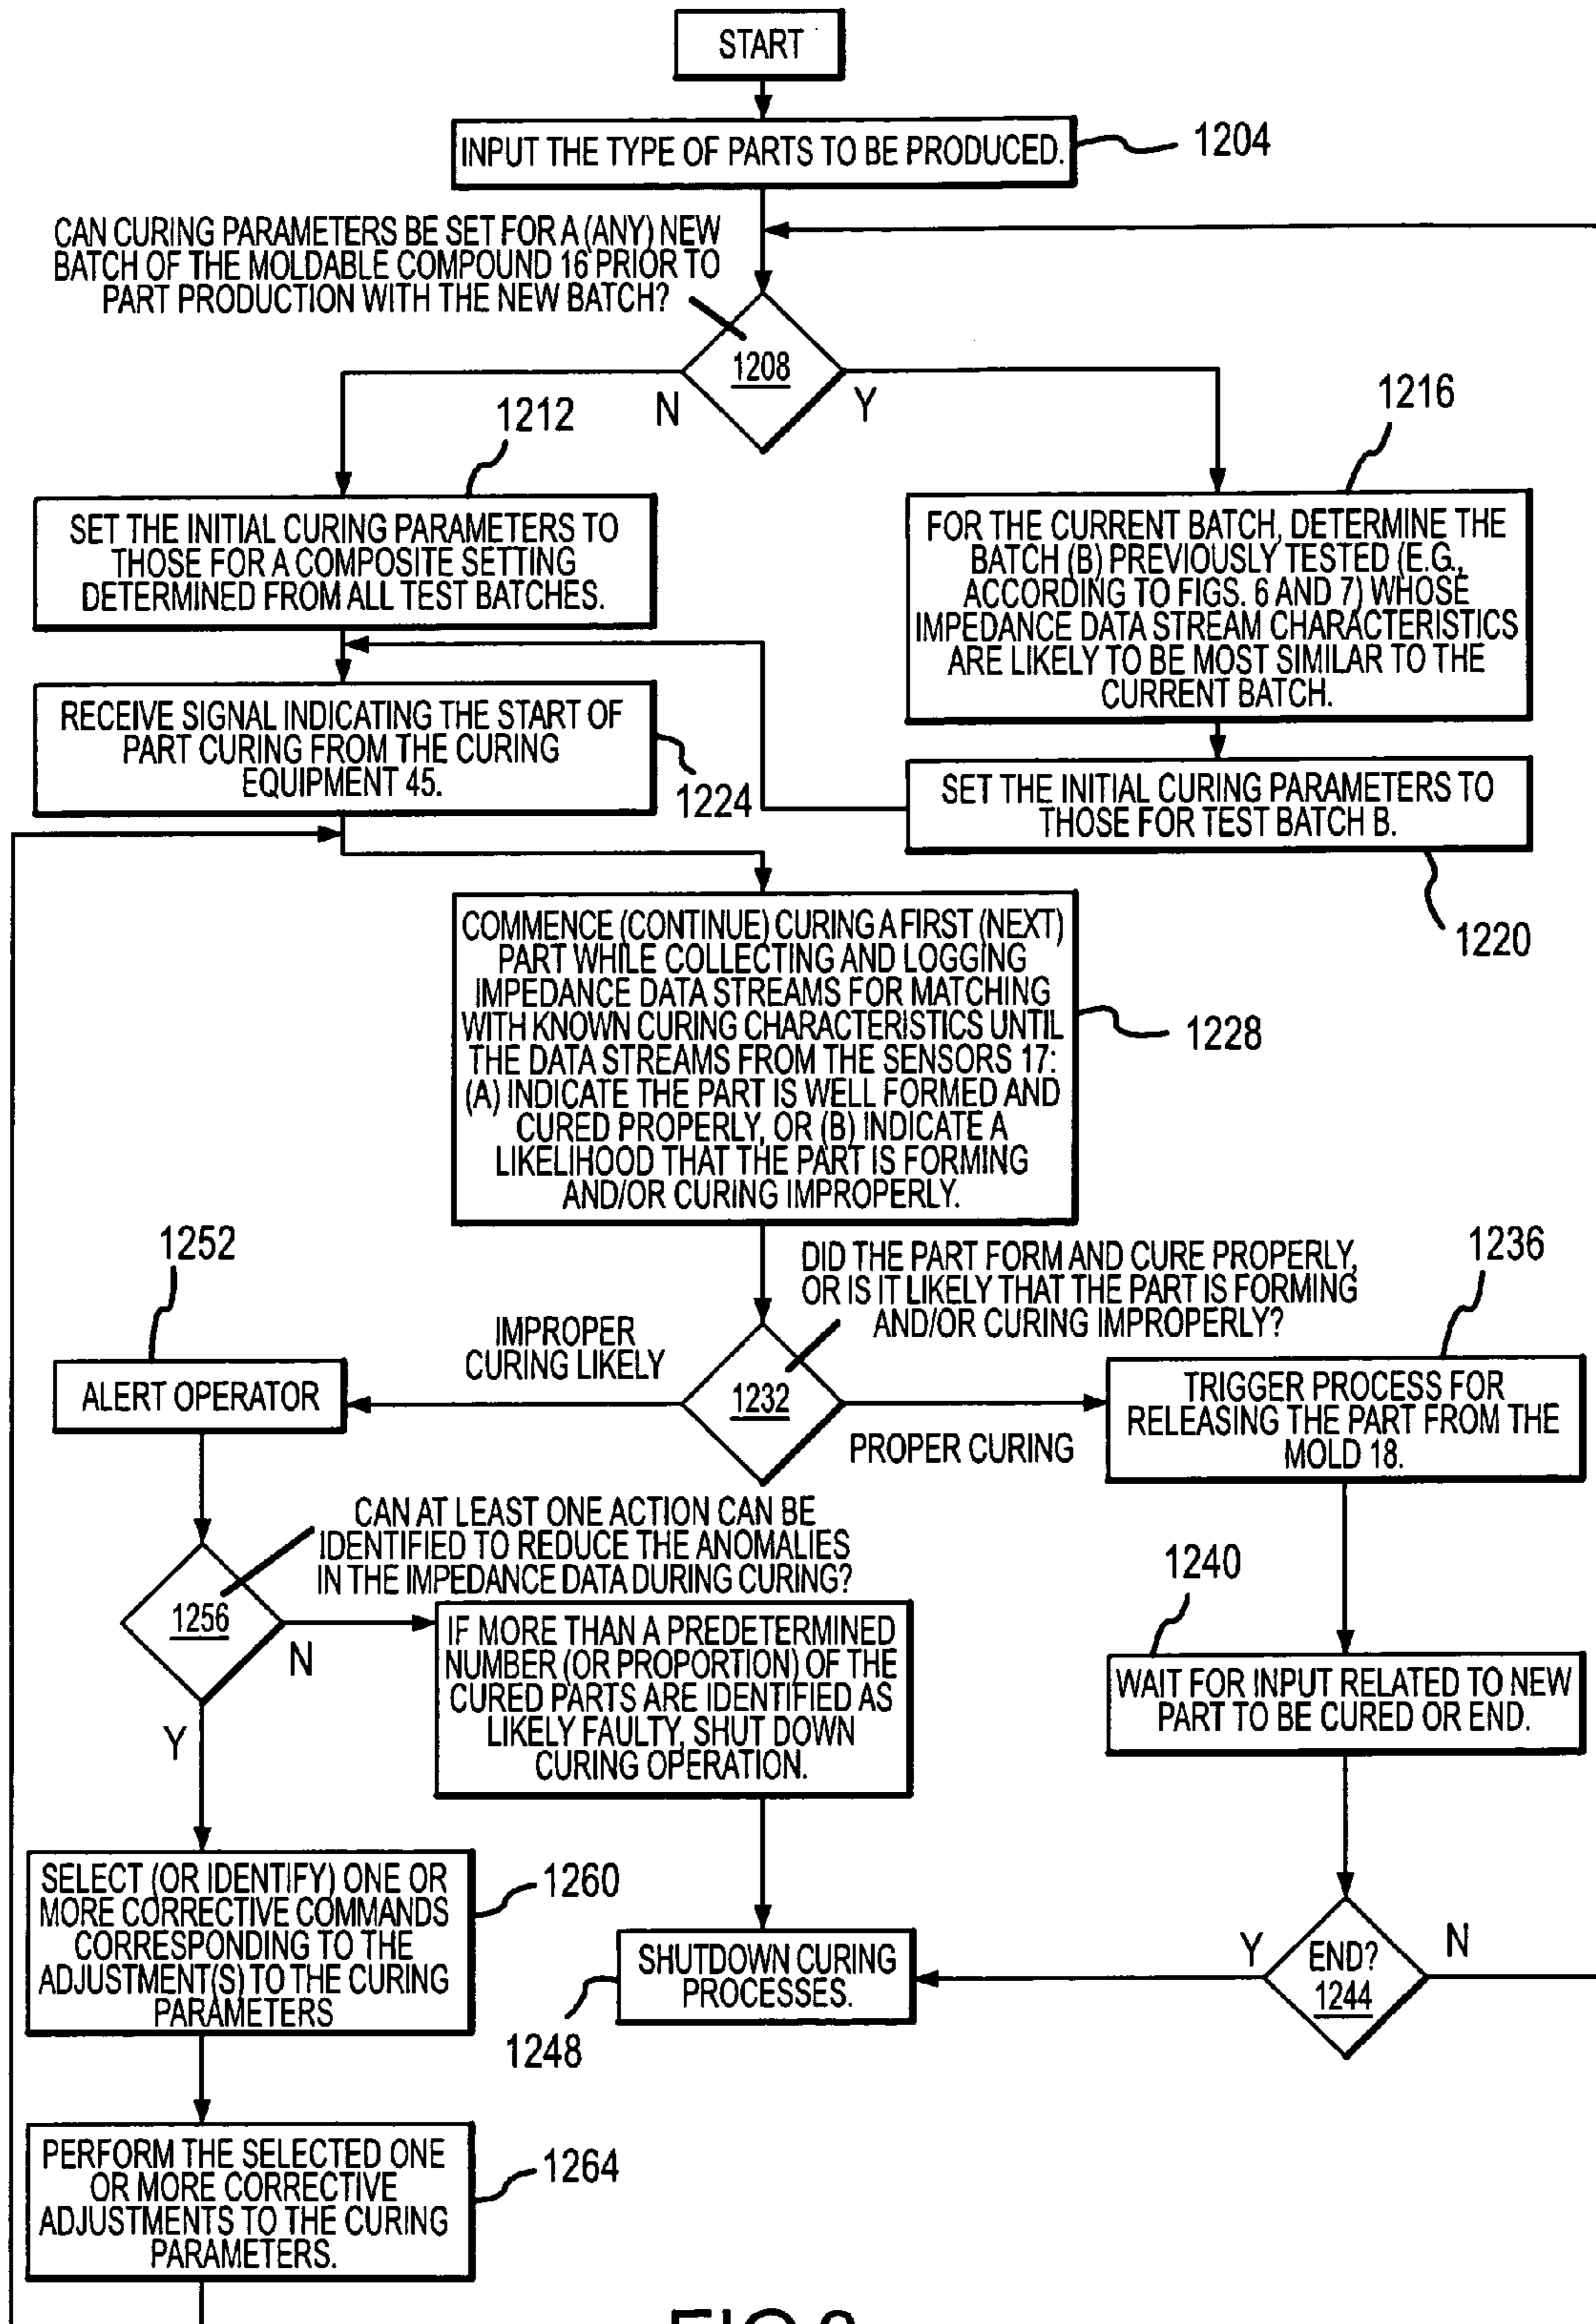 START
INPUT THE TYPE OF PARTS TO BE PRODUCED.
1204
CAN CURING PARAMETERS BE SET FOR A (ANY) NEW
BATCH OF THE MOLDABLE COMPOUND 16 PRIOR TO
PART PRODUCTION WITH THE NEW BATCH?
1208
N
Y
1212
SET THE INITIAL CURING PARAMETERS TO
THOSE FOR A COMPOSITE SETTING
DETERMINED FROM ALL TEST BATCHES.
1216
FOR THE CURRENT BATCH, DETERMINE THE
BATCH (B) PREVIOUSLY TESTED (E.G.,
ACCORDING TO FIGS. 6 AND 7) WHOSE
IMPEDANCE DATA STREAM CHARACTERISTICS
ARE LIKELY TO BE MOST SIMILAR TO THE
CURRENT BATCH.
RECEIVE SIGNAL INDICATING THE START OF
PART CURING FROM THE CURING
EQUIPMENT 45.
1224
SET THE INITIAL CURING PARAMETERS TO
THOSE FOR TEST BATCH B.
1220
COMMENCE (CONTINUE) CURING A FIRST (NEXT)
PART WHILE COLLECTING AND LOGGING
IMPEDANCE DATA STREAMS FOR MATCHING
WITH KNOWN CURING CHARACTERISTICS UNTIL
THE DATA STREAMS FROM THE SENSORS 17:
(A) INDICATE THE PART IS WELL FORMED AND
CURED PROPERLY, OR (B) INDICATE A
LIKELIHOOD THAT THE PART IS FORMING
AND/OR CURING IMPROPERLY.
1228
DID THE PART FORM AND CURE PROPERLY,
OR IS IT LIKELY THAT THE PART IS FORMING
AND/OR CURING IMPROPERLY?
1232
IMPROPER
CURING LIKELY
PROPER CURING
1252
ALERT OPERATOR
1236
TRIGGER PROCESS FOR
RELEASING THE PART FROM THE
MOLD 18.
CAN AT LEAST ONE ACTION CAN BE
IDENTIFIED TO REDUCE THE ANOMALIES
IN THE IMPEDANCE DATA DURING CURING?
1256
N
Y
IF MORE THAN A PREDETERMINED
NUMBER (OR PROPORTION) OF THE
CURED PARTS ARE IDENTIFIED AS
LIKELY FAULTY, SHUT DOWN
CURING OPERATION.
1240
WAIT FOR INPUT RELATED TO NEW
PART TO BE CURED OR END.
SELECT (OR IDENTIFY) ONE OR
MORE CORRECTIVE COMMANDS
CORRESPONDING TO THE
ADJUSTMENT(S) TO THE CURING
PARAMETERS
1260
SHUTDOWN CURING
PROCESSES.
1248
Y
END?
1244
N
PERFORM THE SELECTED ONE
OR MORE CORRECTIVE
ADJUSTMENTS TO THE CURING
PARAMETERS.
1264